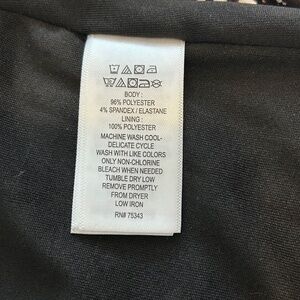 BODY :
96% POLYESTER
4% SPANDEX / ELASTANE
LINING :
100% POLYESTER
MACHINE WASH COOL-
DELICATE CYCLE
WASH WITH LIKE COLORS
ONLY NON-CHLORINE
BLEACH WHEN NEEDED
TUMBLE DRY LOW
REMOVE PROMPTLY
FROM DRYER
LOW IRON
RN# 75343